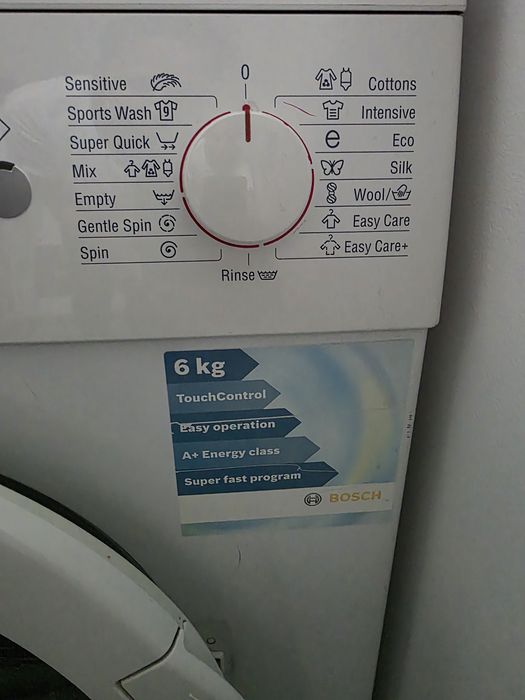 0
Sensitive
Sports Wash 9
Super Quick
Mix
Empty
Gentle Spin
Spin
Rinse
Cottons
Intensive
e Eco
Silk
Wool/
Easy Care
Easy Care+
6 kg
TouchControl
Easy operation
A+ Energy class
Super fast program
BOSCH